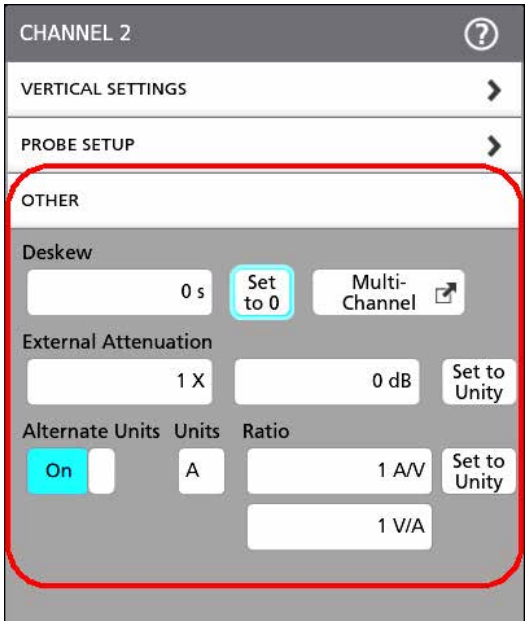 CHANNEL 2 ?
VERTICAL SETTINGS
PROBE SETUP
OTHER
Deskew
0 s
Set to 0
Multi-Channel
External Attenuation
1 X
0 dB
Set to Unity
Alternate Units Units Ratio
On
A
1 A/V
Set to Unity
1 V/A